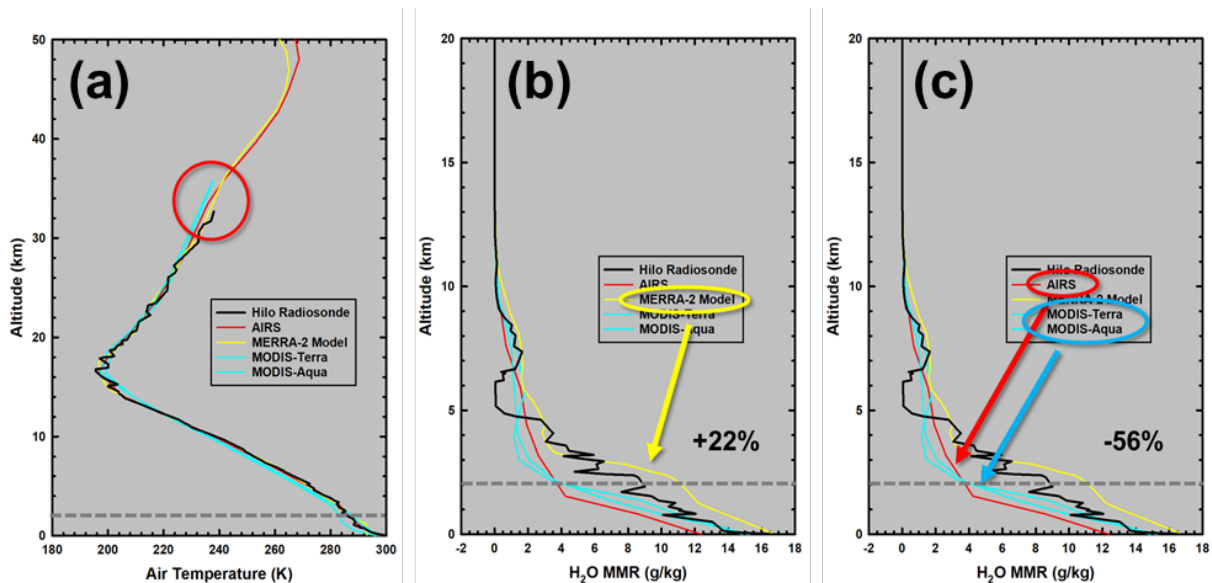 (a)
50
40
30
20
10
0
Altitude (km)
Hilo Radiosonde
AIRS
MERRA-2 Model
MODIS-Terra
MODIS-Aqua
180 200 220 240 260 280 300
Air Temperature (K)
(b)
20
15
10
5
0
Altitude (km)
Hilo Radiosonde
AIRS
MERRA-2 Model
MODIS-Terra
MODIS-Aqua
+22%
-2 0 2 4 6 8 10 12 14 16 18
H₂O MMR (g/kg)
(c)
20
15
10
5
0
Altitude (km)
Hilo Radiosonde
AIRS
MERRA-2 Model
MODIS-Terra
MODIS-Aqua
-56%
-2 0 2 4 6 8 10 12 14 16 18
H₂O MMR (g/kg)